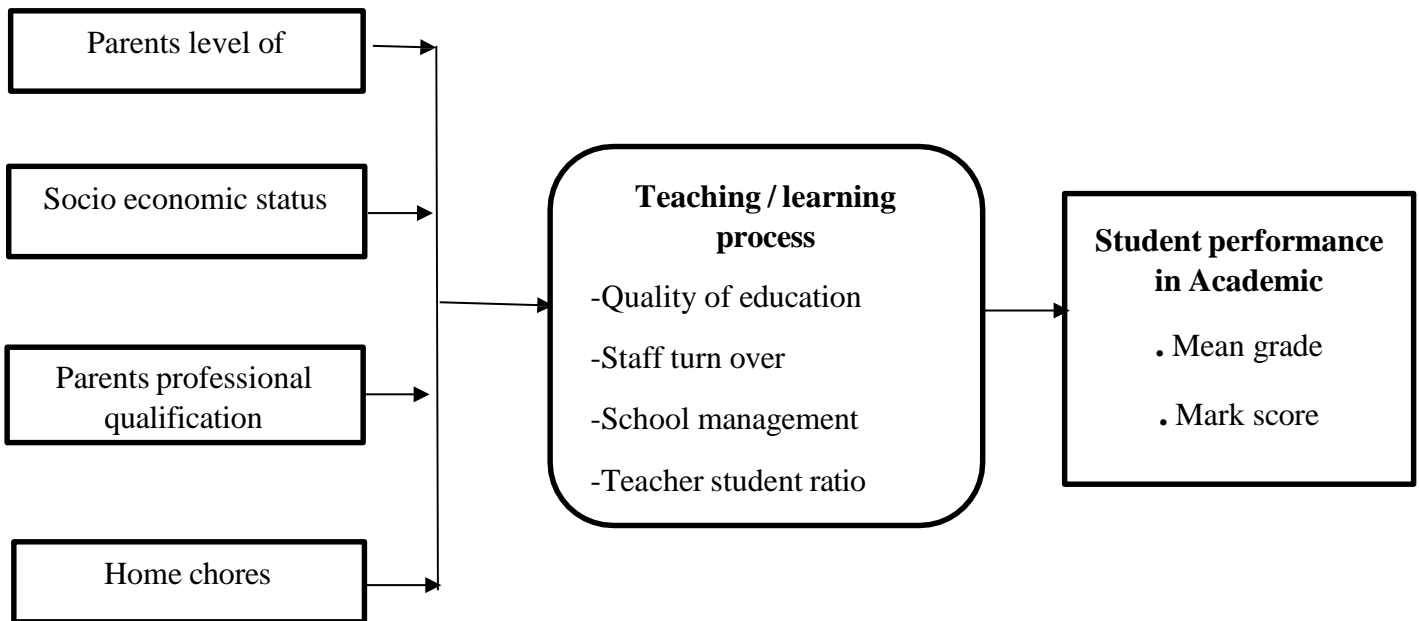 Parents level of
Socio economic status
Parents professional
qualification
Home chores
Teaching / learning
process
-Quality of education
-Staff turn over
-School management
-Teacher student ratio
Student performance
in Academic
. Mean grade
. Mark score